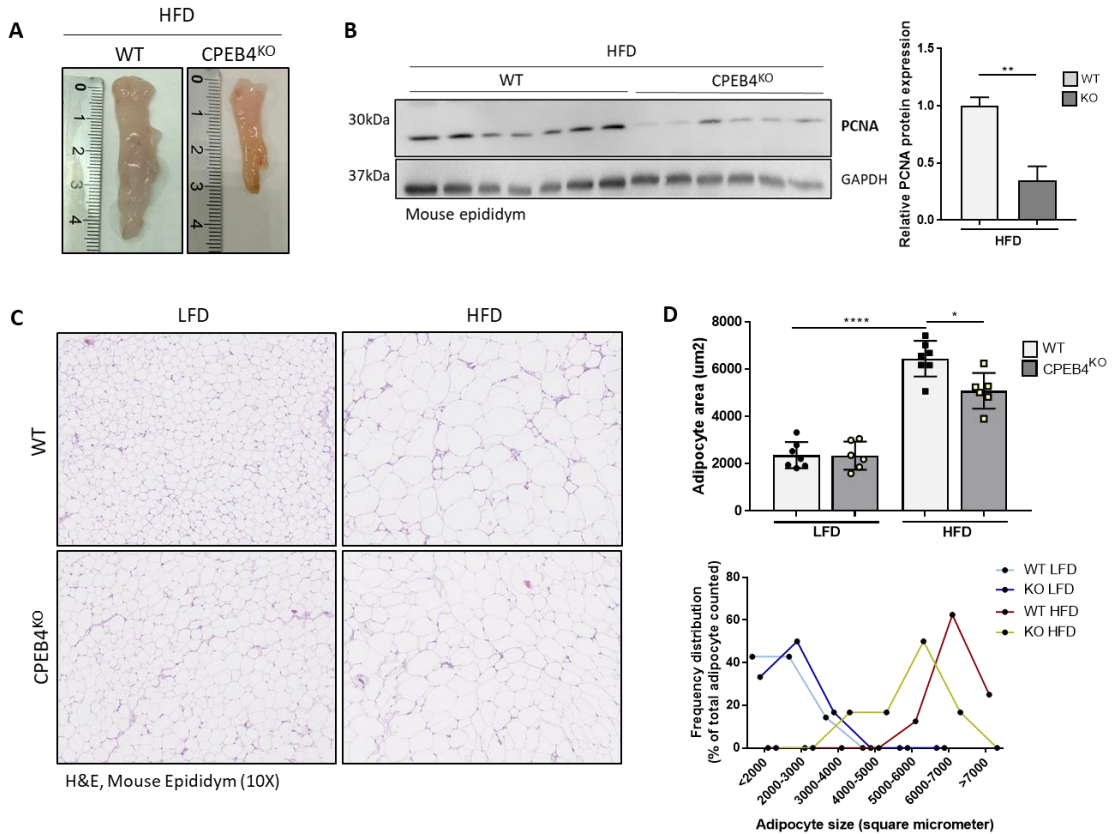 A
HFD
WT
CPEB4KO
0
1
2
3
4
0
1
2
3
4
B
HFD
WT
CPEB4KO
30kDa
PCNA
37kDa
GAPDH
Mouse epididym
Relative PCNA protein expression
1.5
1.0
0.5
0.0
**
HFD
WT
KO
C
LFD
HFD
WT
CPEB4KO
H&E, Mouse Epididym (10X)
D
Adipocyte area (um2)
8000
6000
4000
2000
0
****
*
LFD
HFD
WT
CPEB4KO
Frequency distribution
(% of total adipocyte counted)
80
60
40
20
0
<2000
2000-3000
3000-4000
4000-5000
5000-6000
6000-7000
>7000
Adipocyte size (square micrometer)
WT LFD
KO LFD
WT HFD
KO HFD